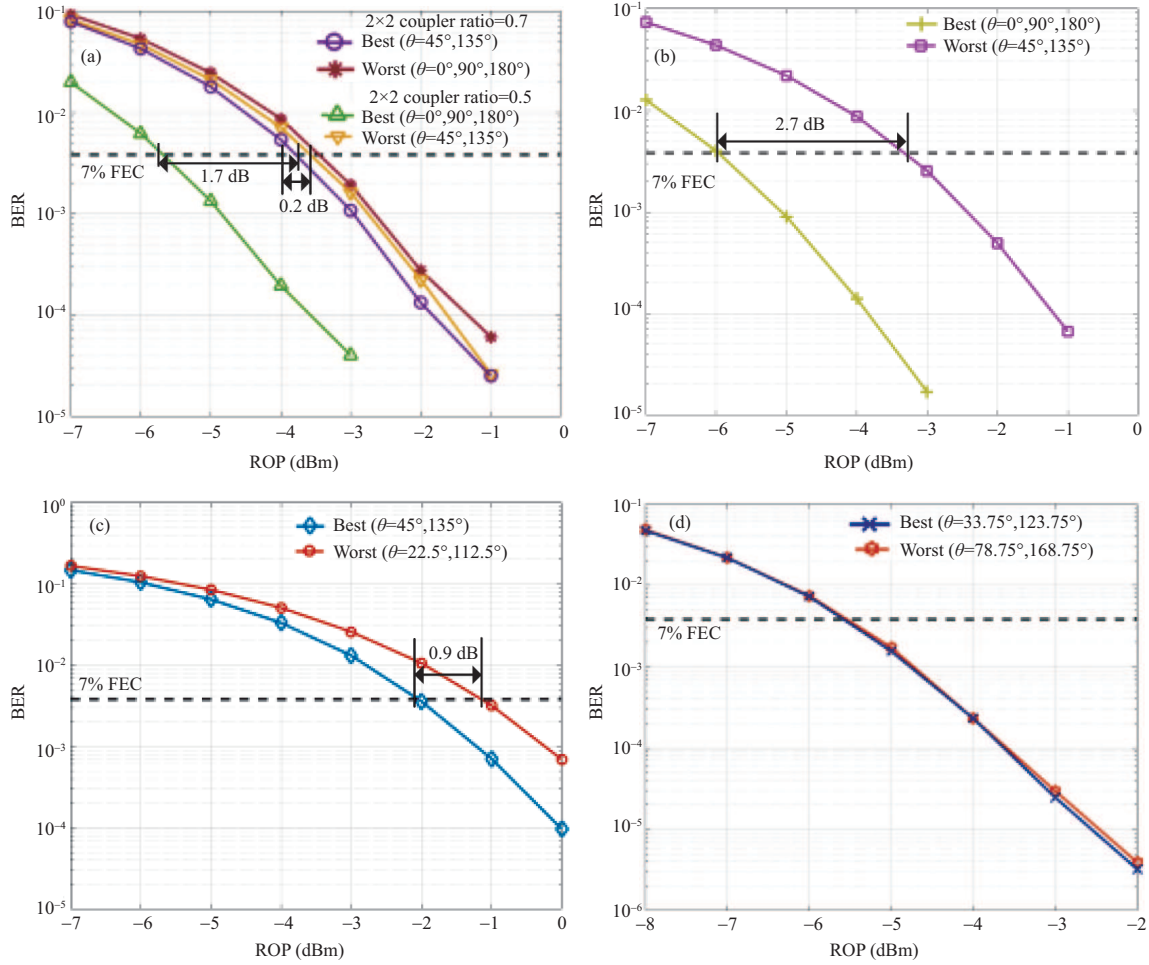 (a)
2×2 coupler ratio=0.7
Best (θ=45°,135°)
Worst (θ=0°,90°,180°)
2×2 coupler ratio=0.5
Best (θ=0°,90°,180°)
Worst (θ=45°,135°)
7% FEC
1.7 dB
0.2 dB
BER
10⁻¹
10⁻²
10⁻³
10⁻⁴
10⁻⁵
−7 −6 −5 −4 −3 −2 −1 0
ROP (dBm)
(b)
Best (θ=0°,90°,180°)
Worst (θ=45°,135°)
2.7 dB
7% FEC
BER
10⁻¹
10⁻²
10⁻³
10⁻⁴
10⁻⁵
−7 −6 −5 −4 −3 −2 −1 0
ROP (dBm)
(c)
Best (θ=45°,135°)
Worst (θ=22.5°,112.5°)
0.9 dB
7% FEC
BER
10⁰
10⁻¹
10⁻²
10⁻³
10⁻⁴
10⁻⁵
−7 −6 −5 −4 −3 −2 −1 0
ROP (dBm)
(d)
Best (θ=33.75°,123.75°)
Worst (θ=78.75°,168.75°)
7% FEC
BER
10⁻¹
10⁻²
10⁻³
10⁻⁴
10⁻⁵
10⁻⁶
−8 −7 −6 −5 −4 −3 −2
ROP (dBm)